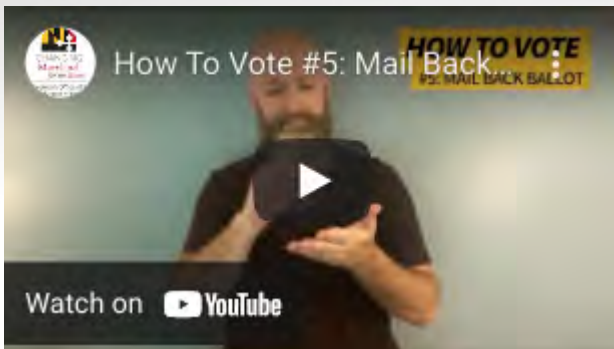 How To Vote #5: Mail Back...
HOW TO VOTE
#5: MAIL BACK BALLOT
Watch on YouTube